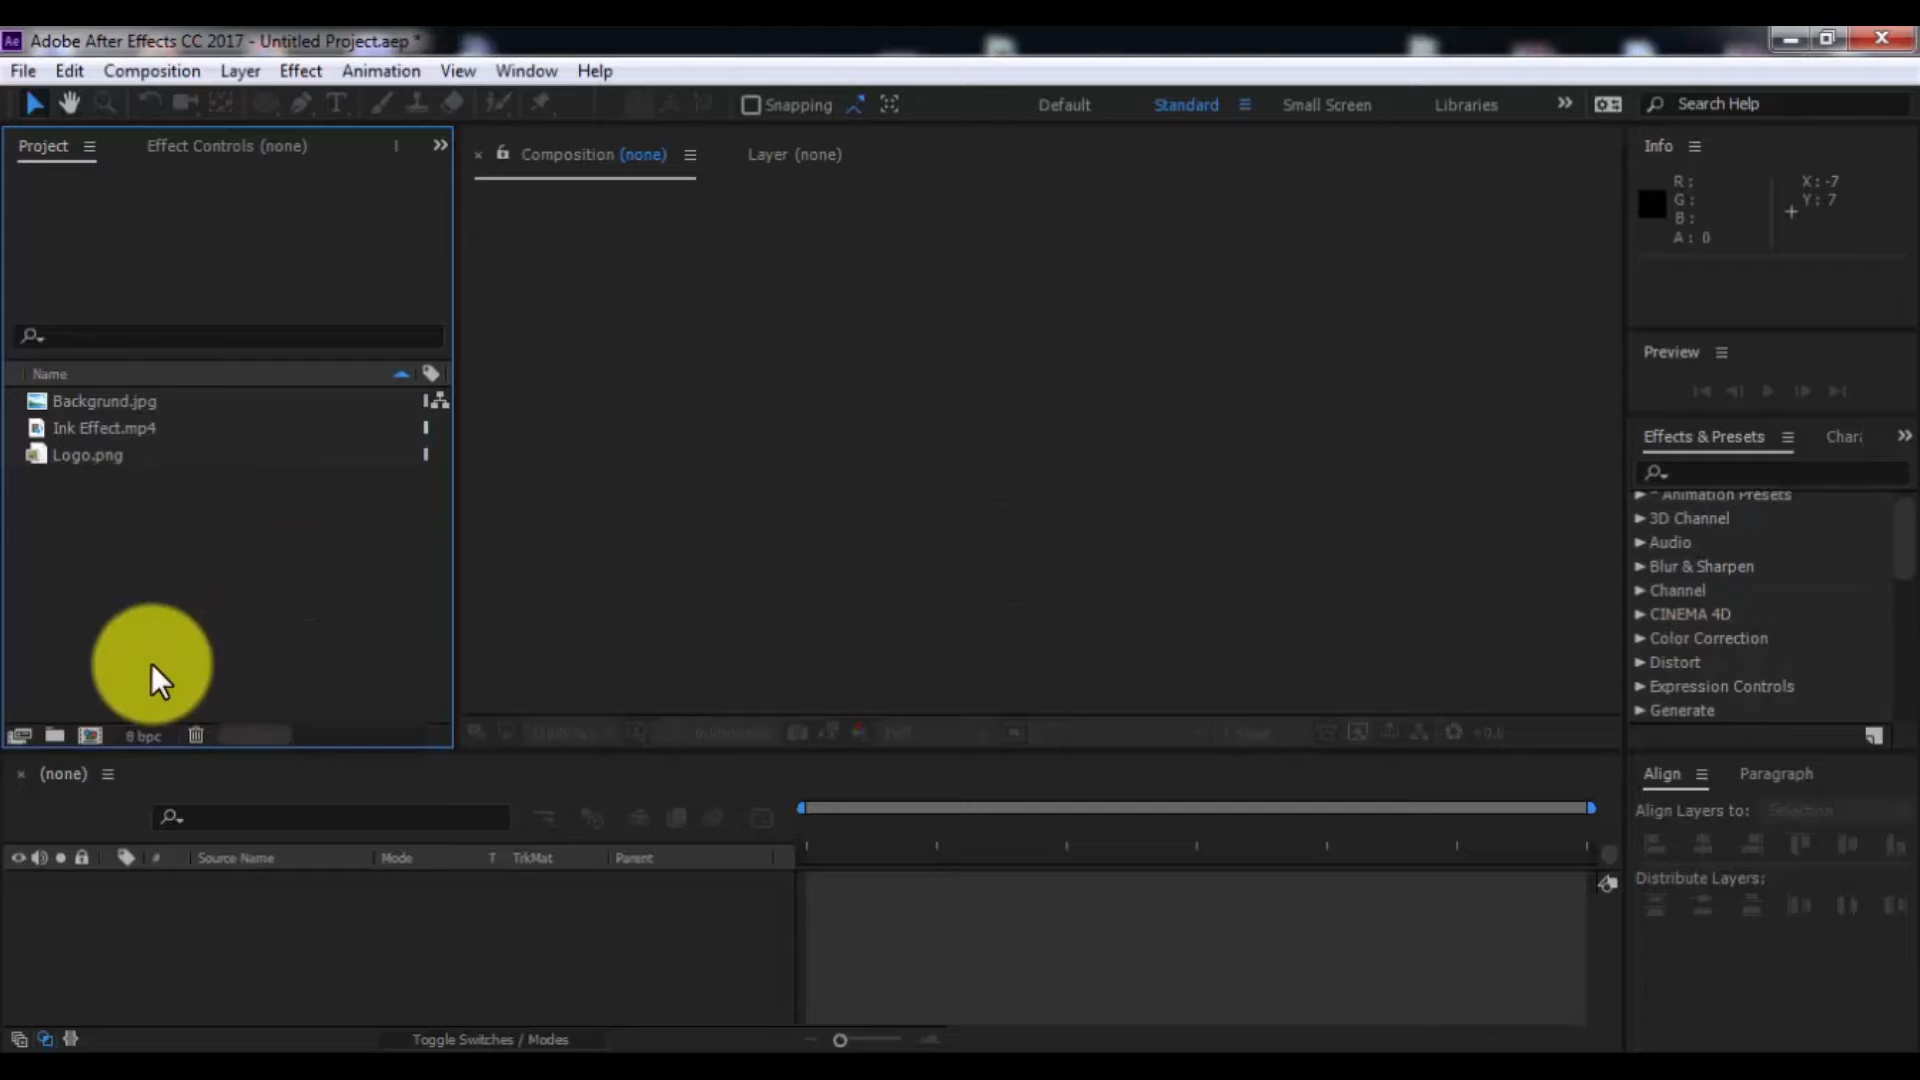 Ae Adobe After Effects CC 2017 - Untitled Project.aep *
File Edit Composition Layer Effect Animation View Window Help
Snapping Default Standard Small Screen Libraries Search Help
Project Effect Controls (none)
Composition (none) Layer (none)
Info
R :
G :
B :
A : 0
X : -7
Y : 7
Preview
Name
Backgrund.jpg
Ink Effect.mp4
Logo.png
Effects & Presets Char
* Animation Presets
3D Channel
Audio
Blur & Sharpen
Channel
CINEMA 4D
Color Correction
Distort
Expression Controls
Generate
8 bpc
+0.0
(none)
# Source Name Mode T TrkMat Parent
Align Paragraph
Align Layers to: Selection
Distribute Layers:
Toggle Switches / Modes